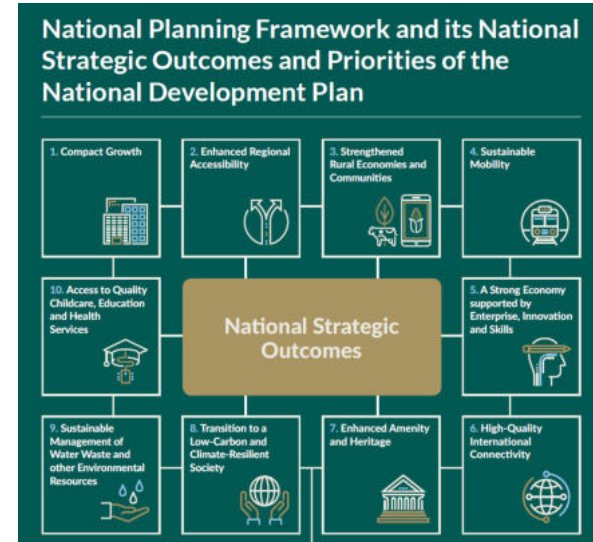 National Planning Framework and its National
Strategic Outcomes and Priorities of the
National Development Plan
1. Compact Growth
2. Enhanced Regional
Accessibility
3. Strengthened
Rural Economies and
Communities
4. Sustainable
Mobility
10. Access to Quality
Childcare, Education
and Health
Services
National Strategic
Outcomes
5. A Strong Economy
supported by
Enterprise, Innovation
and Skills
9. Sustainable
Management of
Water Waste and
other Environmental
Resources
8. Transition to a
Low-Carbon and
Climate-Resilient
Society
7. Enhanced Amenity
and Heritage
6. High-Quality
International
Connectivity